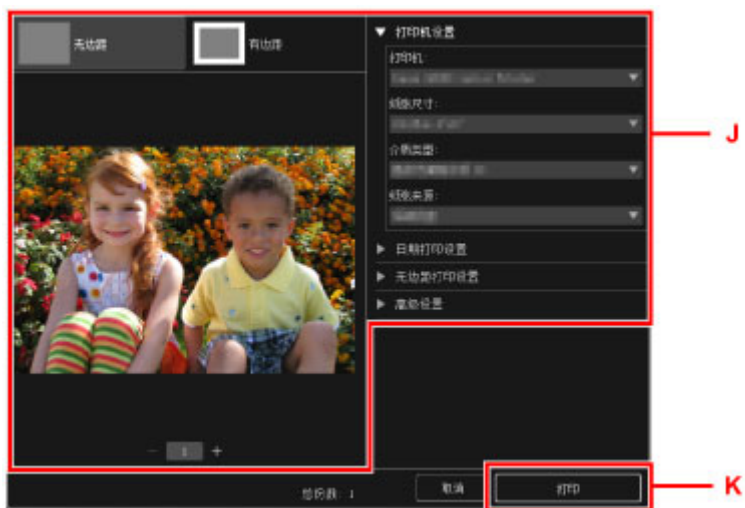 无边距
有边距
打印机设置
打印机:
纸张尺寸:
介质类型:
纸张来源:
日期打印设置
无边距打印设置
高级设置
J
1
总份数: 1
取消
打印
K